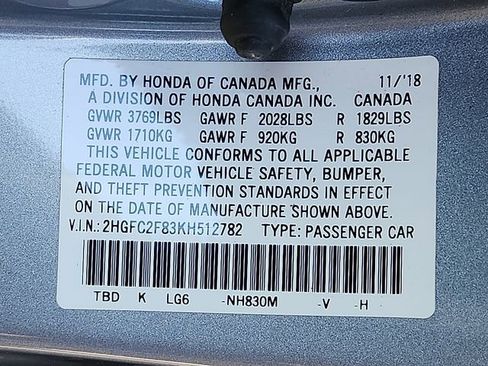 MFD. BY HONDA OF CANADA MFG., 11/'18
A DIVISION OF HONDA CANADA INC. CANADA
GVWR 3769LBS GAWR F 2028LBS R 1829LBS
GVWR 1710KG GAWR F 920KG R 830KG
THIS VEHICLE CONFORMS TO ALL APPLICABLE
FEDERAL MOTOR VEHICLE SAFETY, BUMPER,
AND THEFT PREVENTION STANDARDS IN EFFECT
ON THE DATE OF MANUFACTURE SHOWN ABOVE.
V.I.N.: 2HGFC2F83KH512782 TYPE: PASSENGER CAR
TBD K LG6 -NH830M -V -H